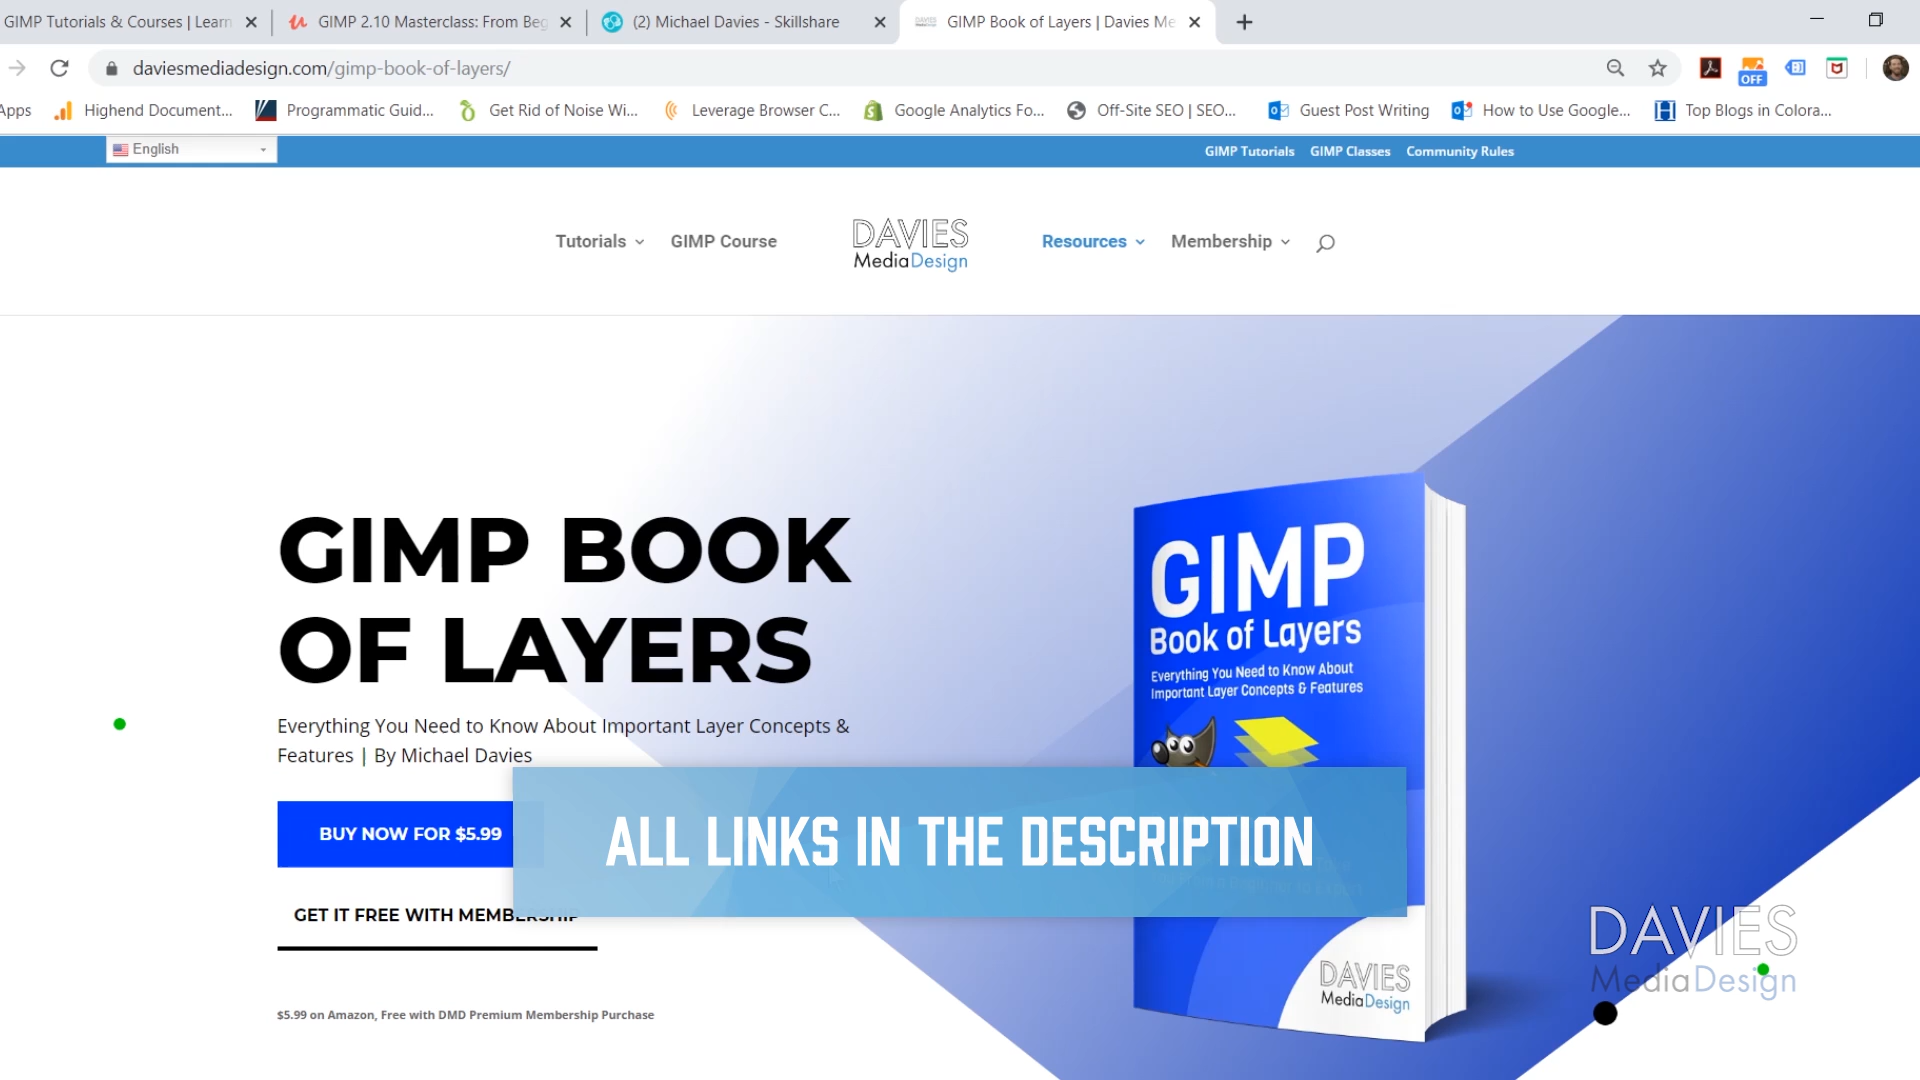 GIMP Tutorials & Courses | Learn
GIMP 2.10 Masterclass: From Beg
(2) Michael Davies - Skillshare
GIMP Book of Layers | Davies Me
daviesmediadesign.com/gimp-book-of-layers/
OFF
Apps
Highend Document...
Programmatic Guid...
Get Rid of Noise Wi...
Leverage Browser C...
Google Analytics Fo...
Off-Site SEO | SEO...
Guest Post Writing
How to Use Google...
Top Blogs in Colora...
English
GIMP Tutorials
GIMP Classes
Community Rules
Tutorials
GIMP Course
DAVIES
MediaDesign
Resources
Membership
GIMP BOOK
OF LAYERS
Everything You Need to Know About Important Layer Concepts &
Features | By Michael Davies
BUY NOW FOR $5.99
GET IT FREE WITH MEMBERSHIP
$5.99 on Amazon, Free with DMD Premium Membership Purchase
GIMP
Book of Layers
Everything You Need to Know About
Important Layer Concepts & Features
ALL LINKS IN THE DESCRIPTION
DAVIES
MediaDesign
DAVIES
MediaDesign